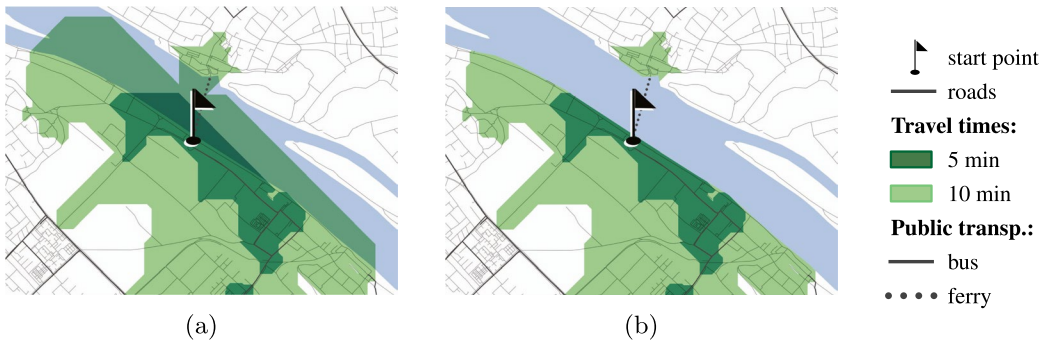 start point
roads
Travel times:
5 min
10 min
Public transp.:
bus
ferry
(a)
(b)